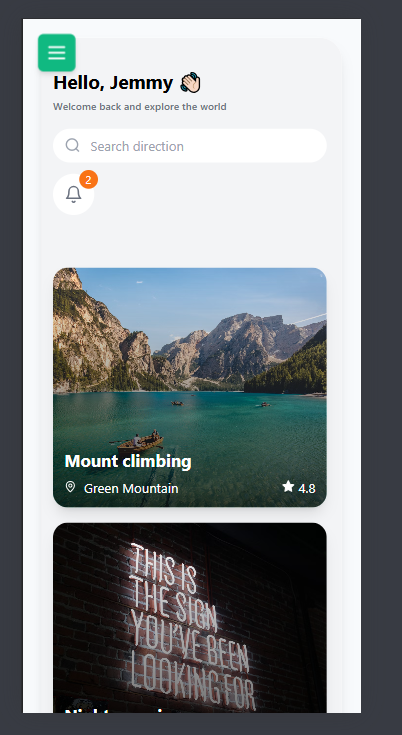 Hello, Jemmy 👋🏻
Welcome back and explore the world
Search direction
2
Mount climbing
Green Mountain
4.8
THIS IS
THE SIGN
YOU'VE BEEN
LOOKING FOR